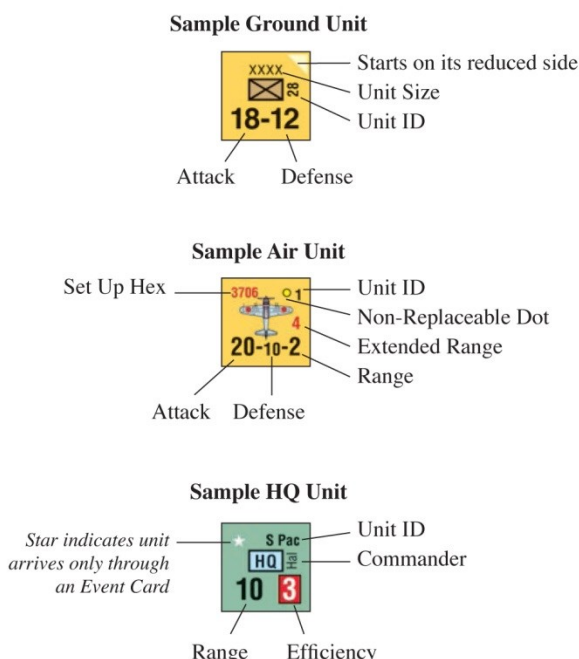 Sample Ground Unit
XXXX
28
18-12
Starts on its reduced side
Unit Size
Unit ID
Attack Defense
Sample Air Unit
Set Up Hex
3706
1
4
20-10-2
Unit ID
Non-Replaceable Dot
Extended Range
Range
Attack Defense
Sample HQ Unit
Star indicates unit
arrives only through
an Event Card
S Pac
HQ
Hal
10 3
Unit ID
Commander
Range Efficiency